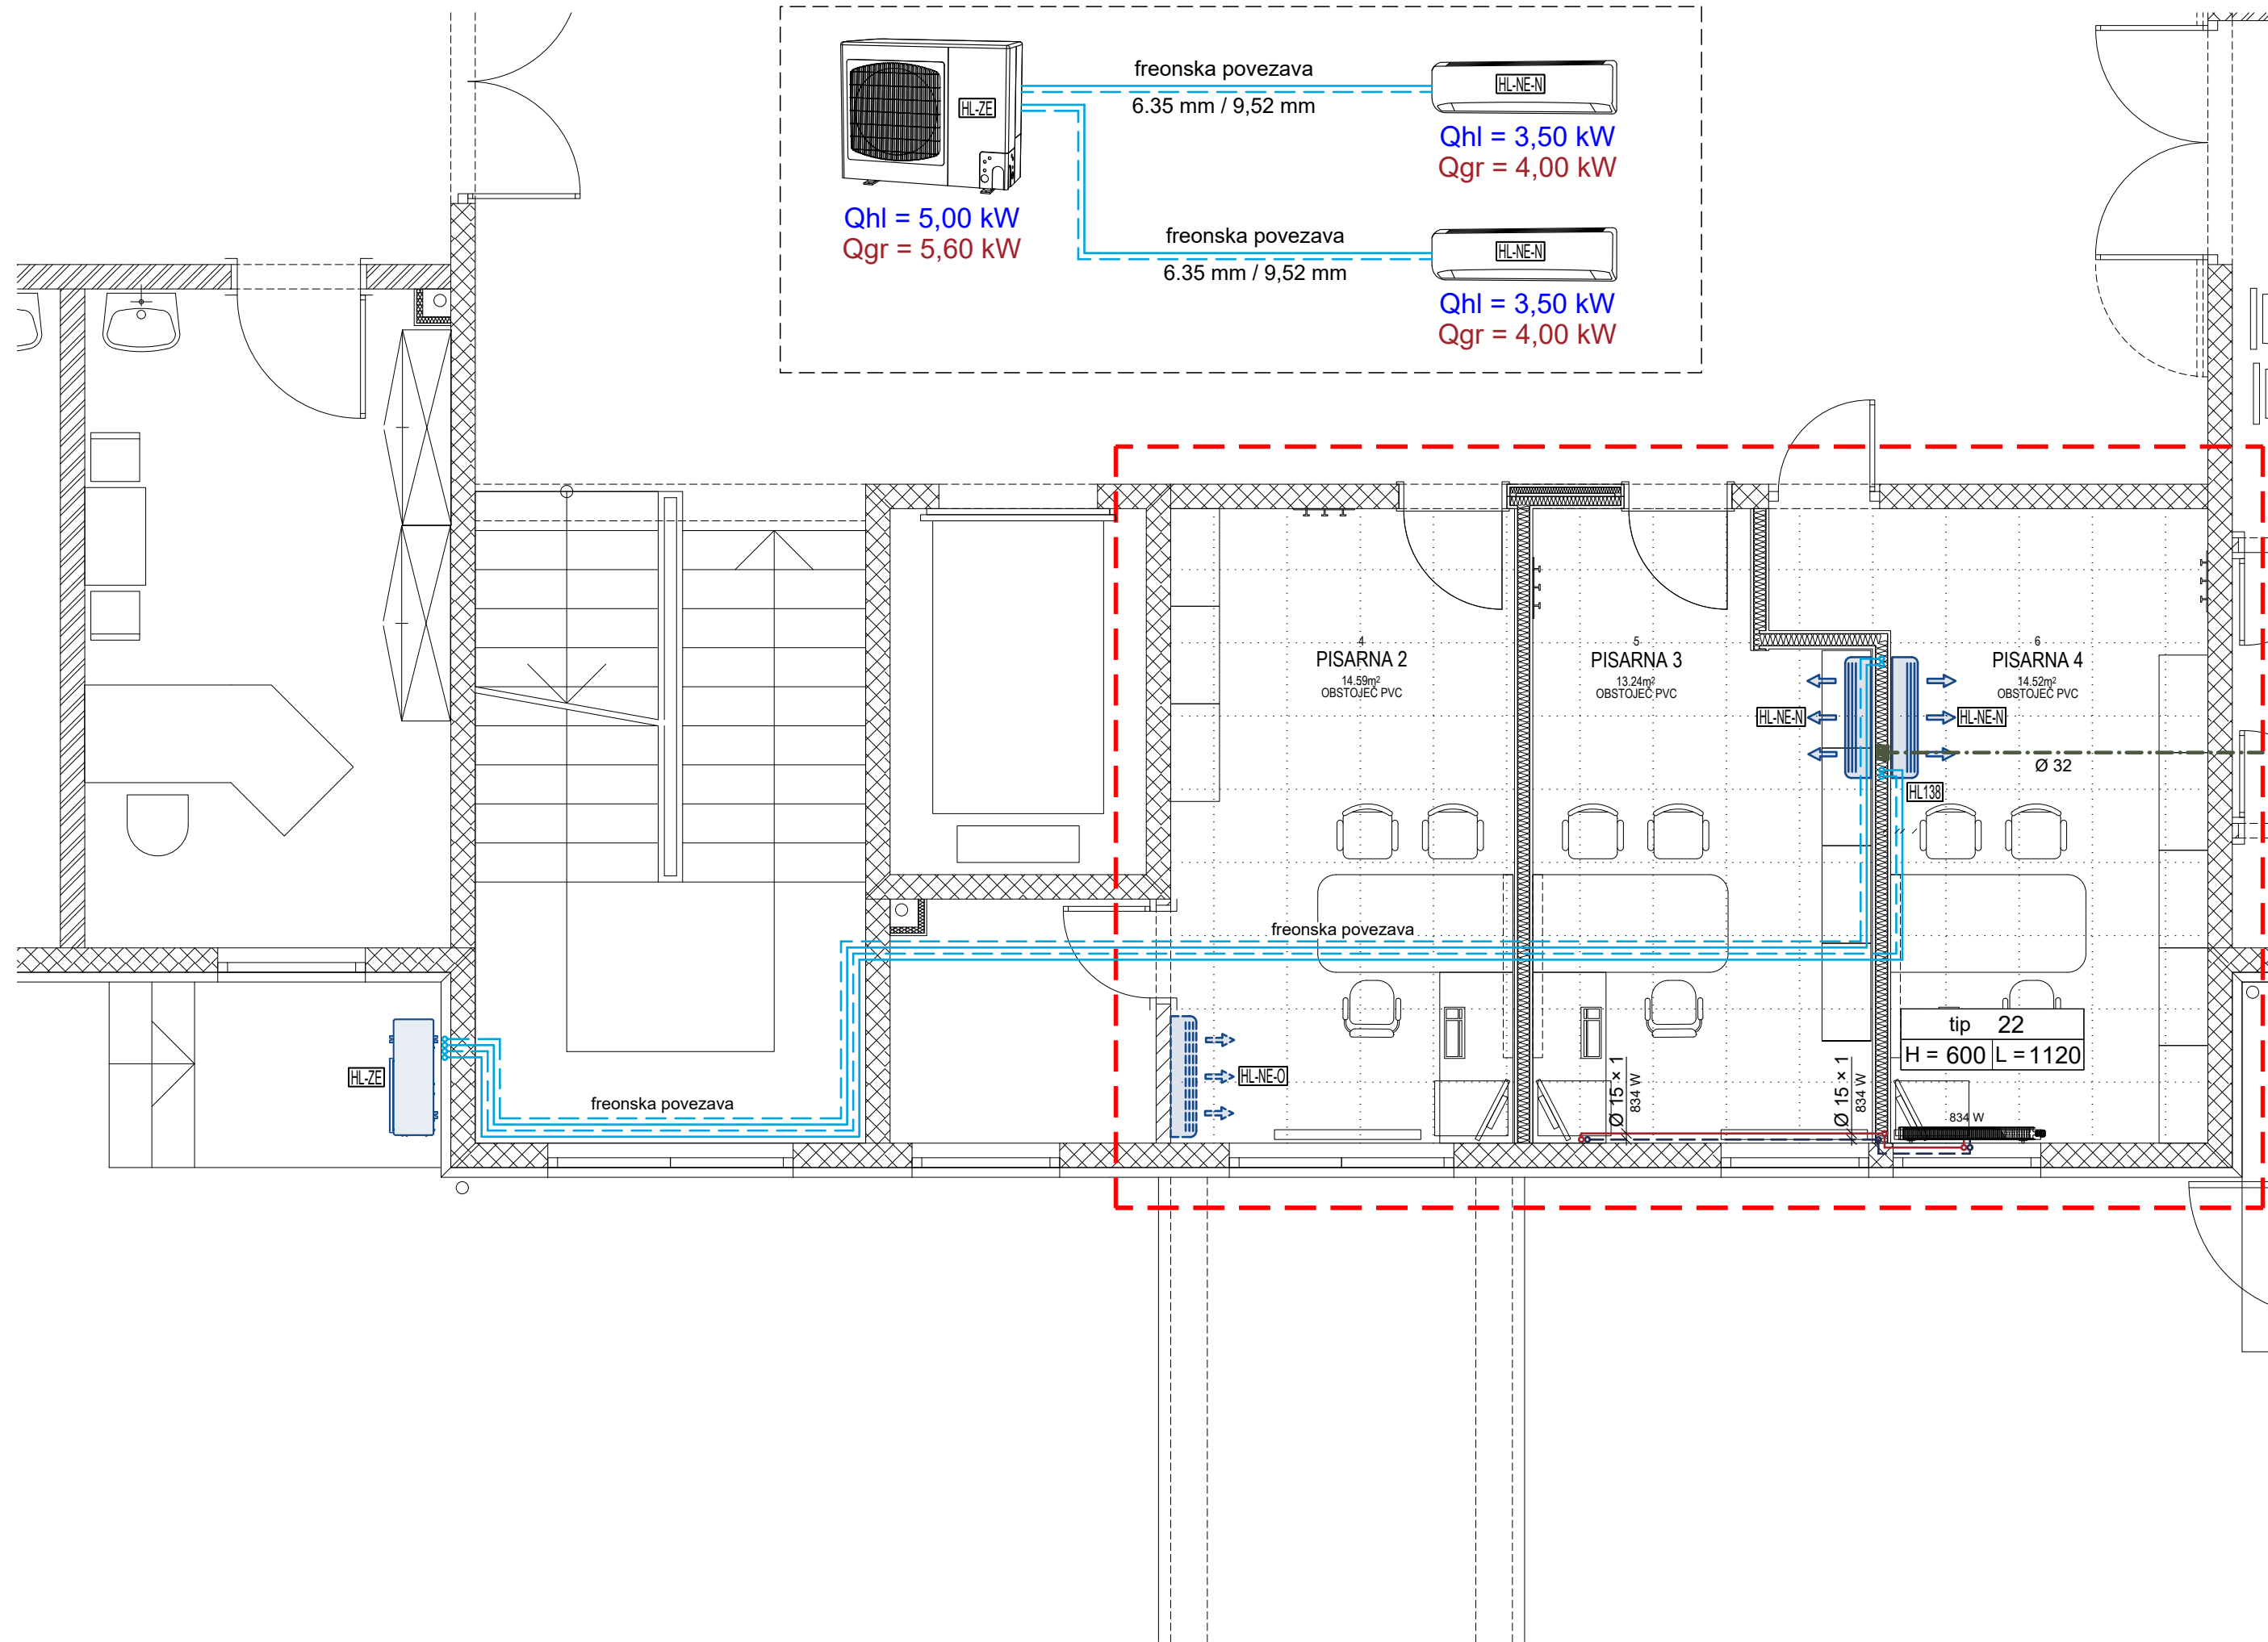 freonska povezava
6.35 mm / 9,52 mm
HL-ZE
HL-NE-N
Qhl = 3,50 kW
Qgr = 4,00 kW
Qhl = 5,00 kW
Qgr = 5,60 kW
freonska povezava
6.35 mm / 9,52 mm
HL-NE-N
Qhl = 3,50 kW
Qgr = 4,00 kW
4
PISARNA 2
14.59m²
OBSTOJEČ PVC
5
PISARNA 3
13.24m²
OBSTOJEČ PVC
6
PISARNA 4
14.52m²
OBSTOJEČ PVC
HL-NE-N
HL-NE-N
Ø 32
HL138
freonska povezava
tip 22
H = 600 L = 1120
HL-ZE
HL-NE-O
freonska povezava
Ø 15 × 1
834 W
Ø 15 × 1
834 W
834 W